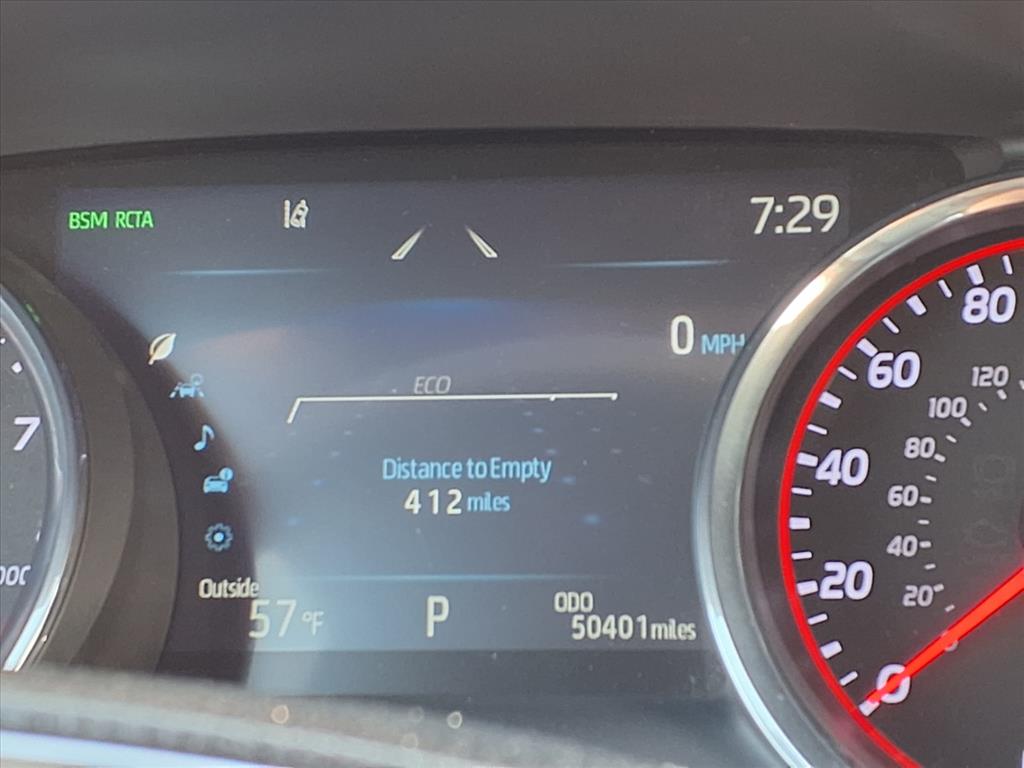 BSM RCTA
7:29
0 MPH
ECO
Distance to Empty
412 miles
Outside
57 °F
P
ODO
50401 miles
7
80
60
40
20
0
120
100
80
60
40
20
0